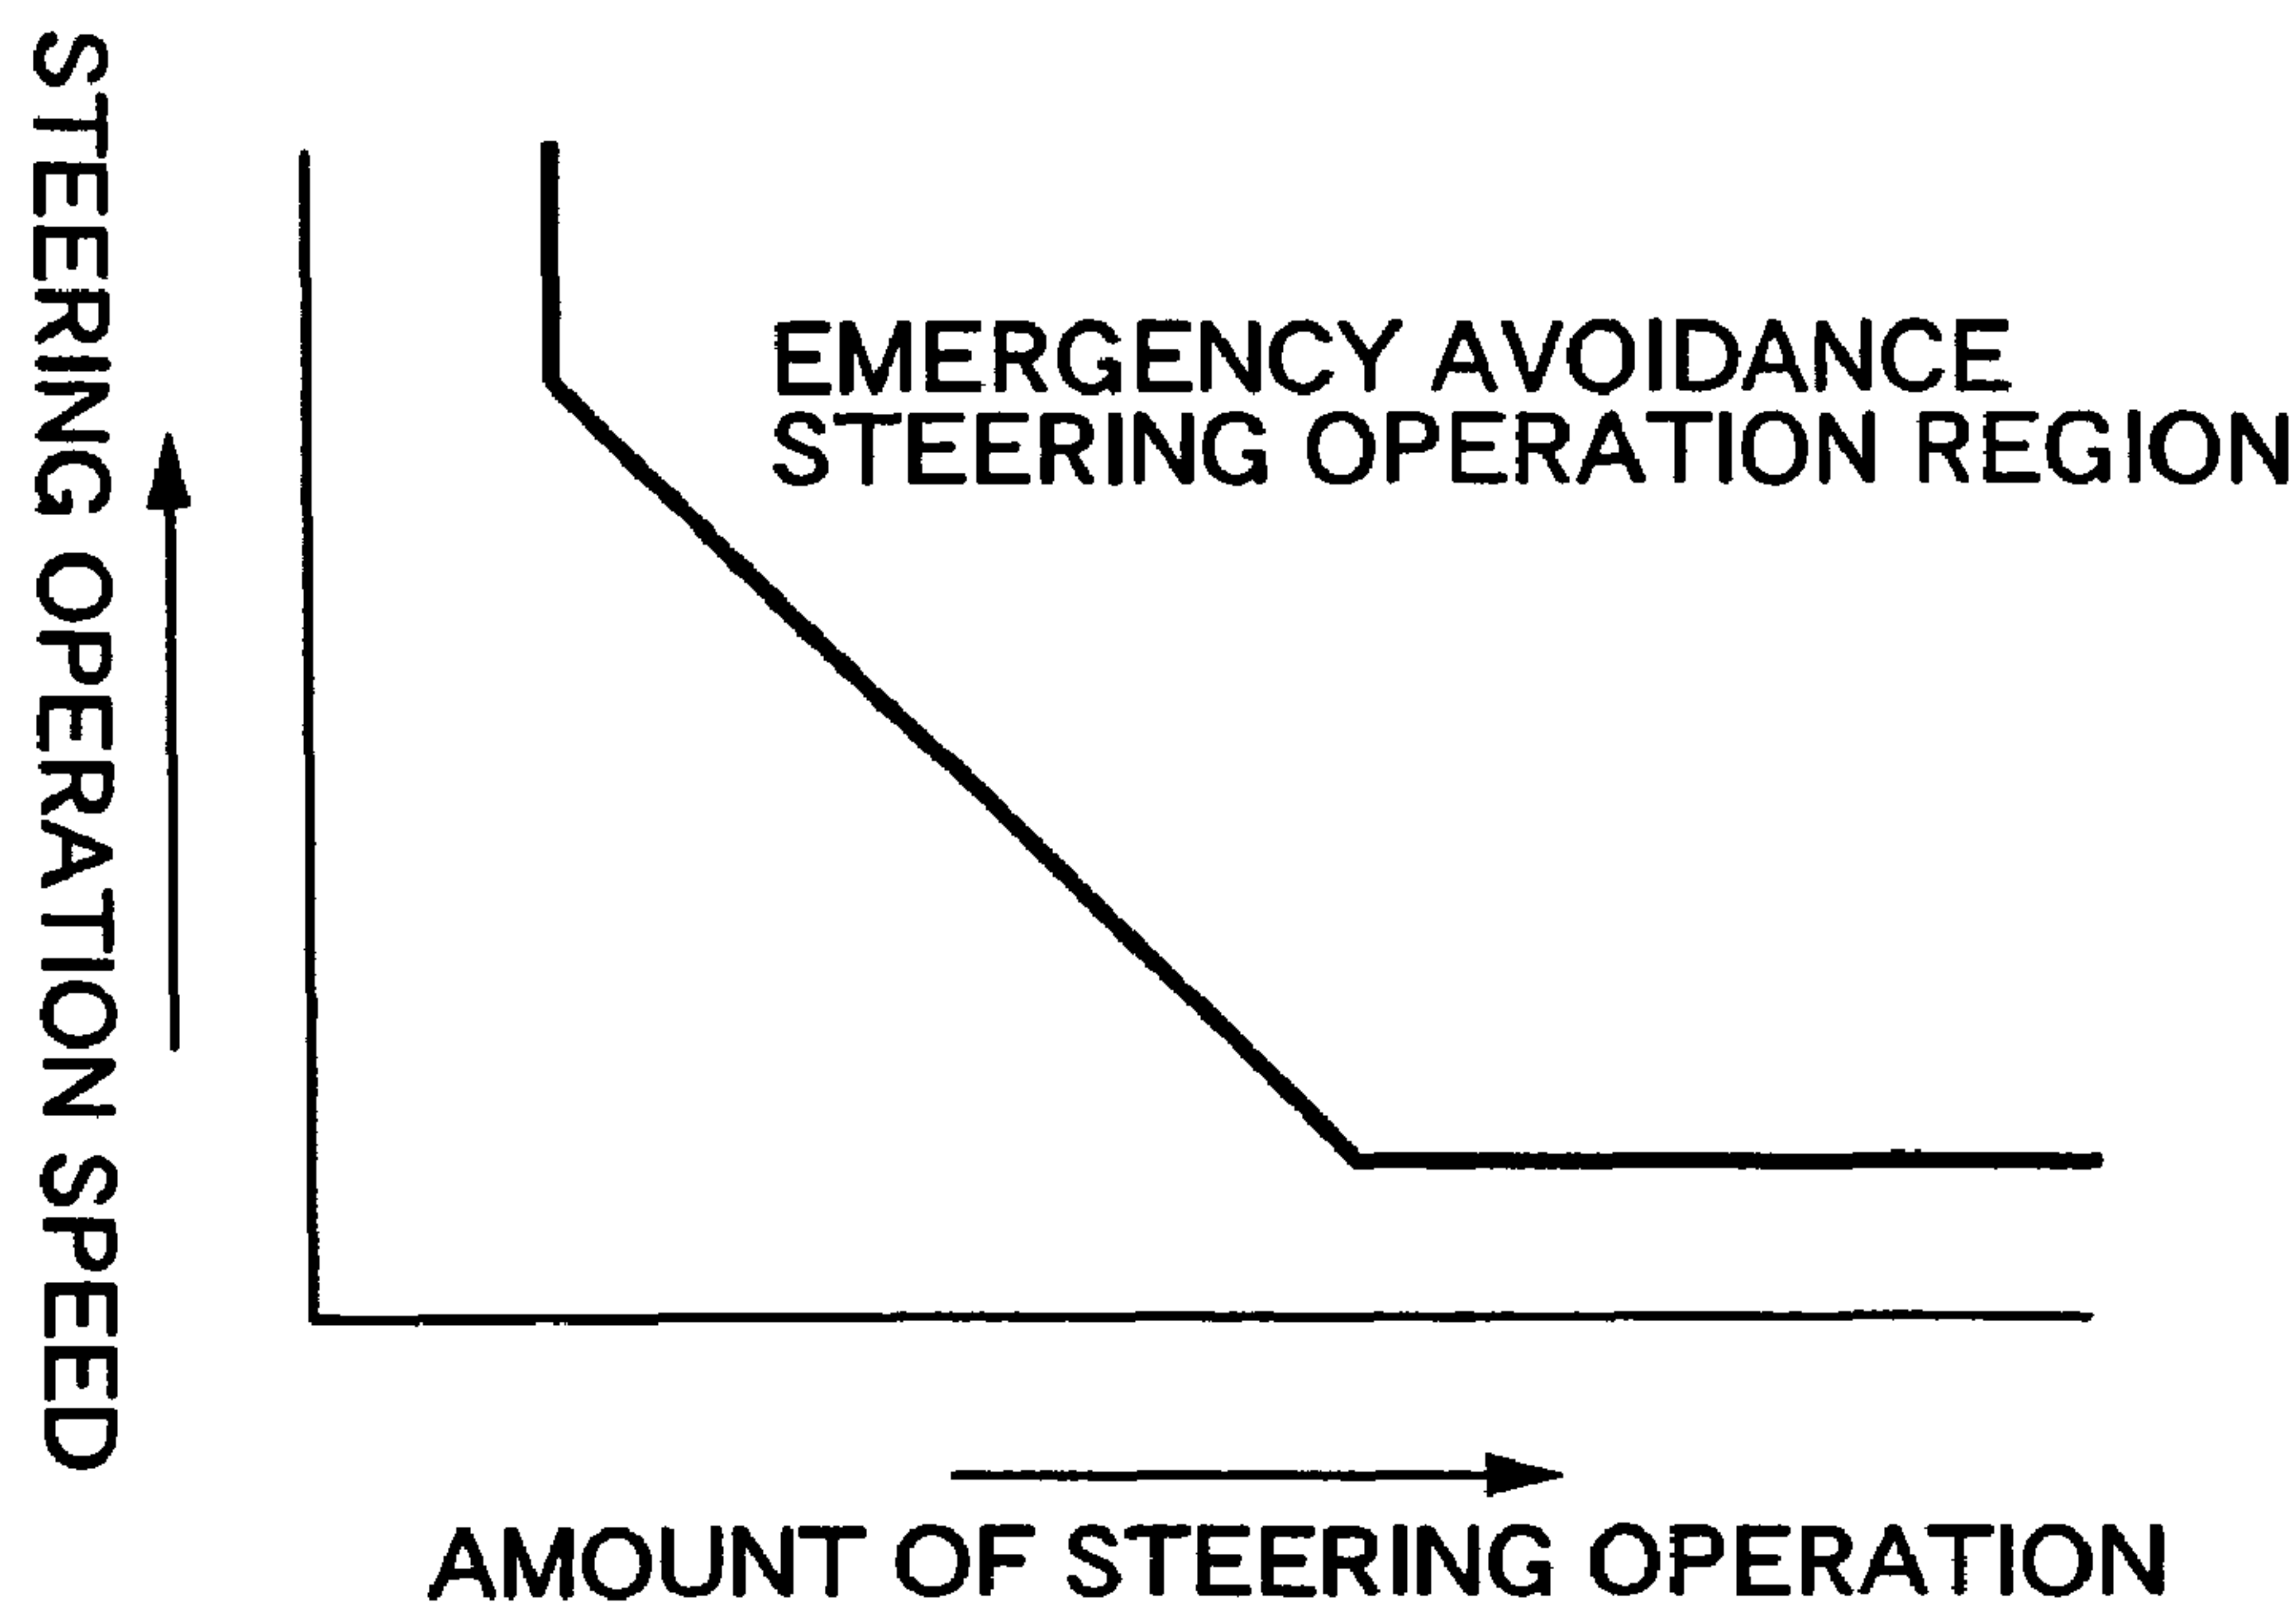 STEERING OPERATION SPEED
EMERGENCY AVOIDANCE
STEERING OPERATION REGION
AMOUNT OF STEERING OPERATION